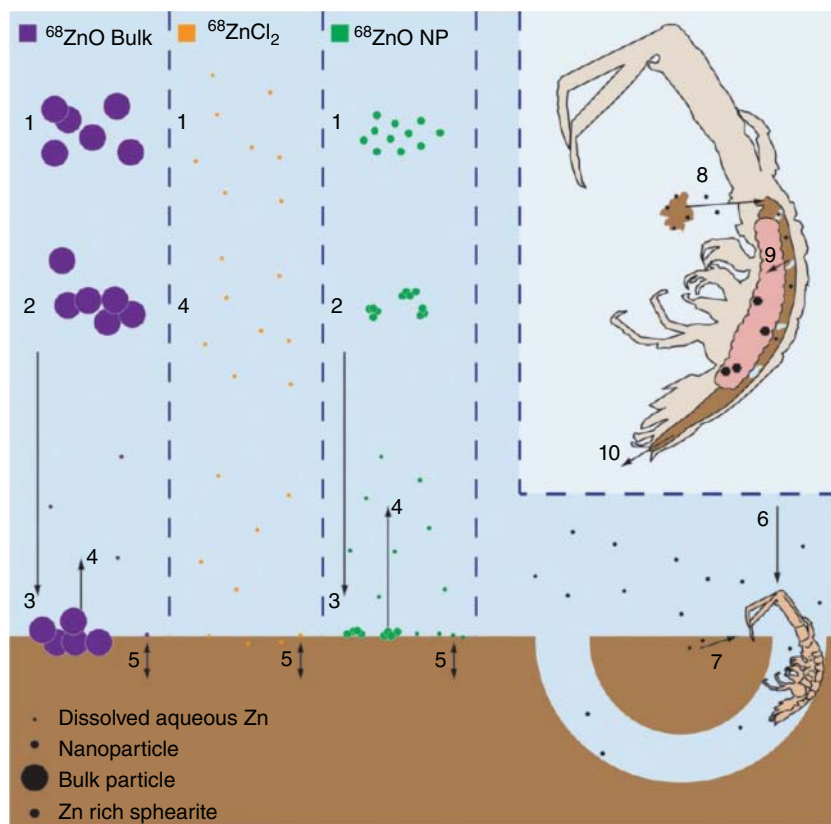 ⁶⁸ZnO Bulk
⁶⁸ZnCl₂
⁶⁸ZnO NP
1
1
1
8
2
4
2
9
10
4
4
6
3
3
7
5
5
5
Dissolved aqueous Zn
Nanoparticle
Bulk particle
Zn rich sphearite